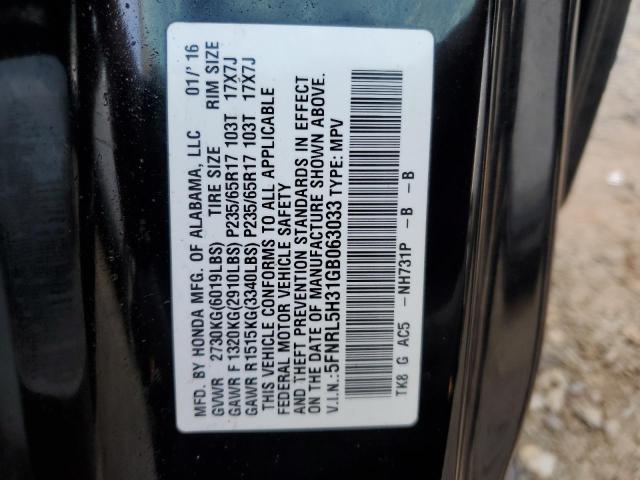 MFD. BY HONDA MFG. OF ALABAMA, LLC 01/'16
GVWR 2730KG(6019LBS) TIRE SIZE RIM SIZE
GAWR F 1320KG(2910LBS) P235/65R17 103T 17X7J
GAWR R1515KG(3340LBS) P235/65R17 103T 17X7J
THIS VEHICLE CONFORMS TO ALL APPLICABLE
FEDERAL MOTOR VEHICLE SAFETY
AND THEFT PREVENTION STANDARDS IN EFFECT
ON THE DATE OF MANUFACTURE SHOWN ABOVE.
V.I.N.:5FNRL5H31GB063033 TYPE: MPV
TK8 G AC5 -NH731P -B -B